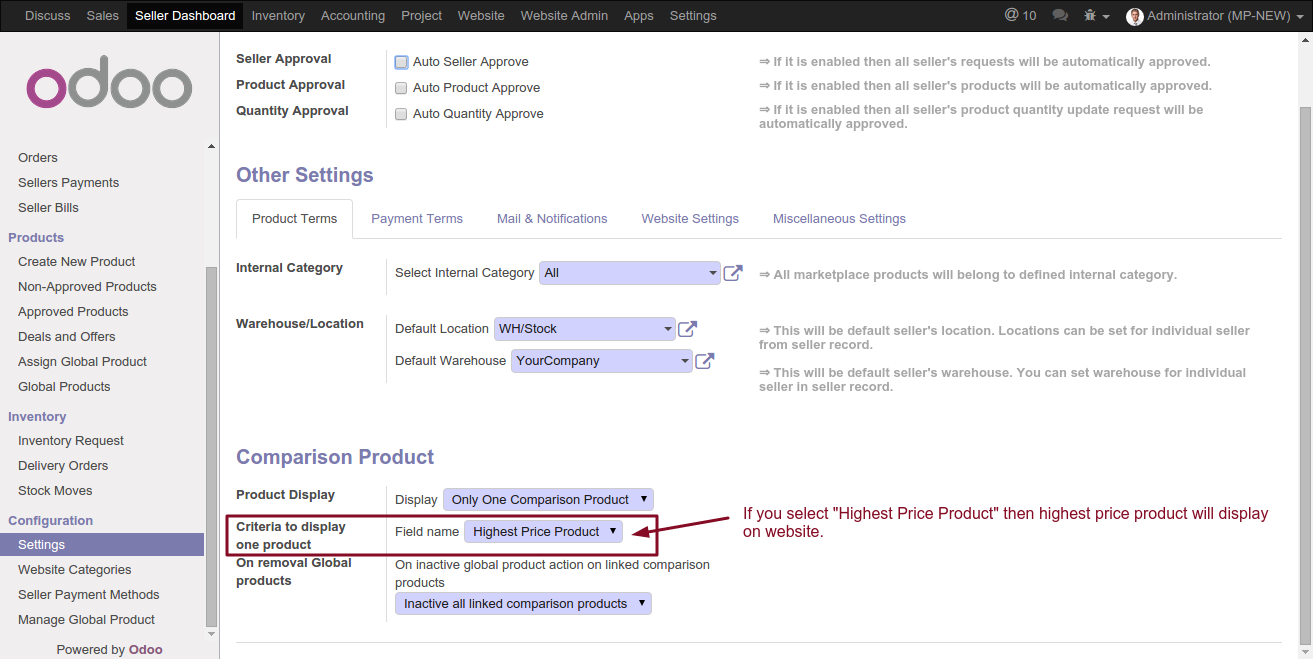 Discuss Sales Seller Dashboard Inventory Accounting Project Website Website Admin Apps Settings @ 10 Administrator (MP-NEW)
odoo
Orders
Sellers Payments
Seller Bills
Products
Create New Product
Non-Approved Products
Approved Products
Deals and Offers
Assign Global Product
Global Products
Inventory
Inventory Request
Delivery Orders
Stock Moves
Configuration
Settings
Website Categories
Seller Payment Methods
Manage Global Product
Powered by Odoo
Seller Approval Auto Seller Approve ⇒ If it is enabled then all seller's requests will be automatically approved.
Product Approval Auto Product Approve ⇒ If it is enabled then all seller's products will be automatically approved.
Quantity Approval Auto Quantity Approve ⇒ If it is enabled then all seller's product quantity update request will be
automatically approved.
Other Settings
Product Terms Payment Terms Mail & Notifications Website Settings Miscellaneous Settings
Internal Category Select Internal Category All ⇒ All marketplace products will belong to defined internal category.
Warehouse/Location Default Location WH/Stock ⇒ This will be default seller's location. Locations can be set for individual seller
from seller record.
Default Warehouse YourCompany ⇒ This will be default seller's warehouse. You can set warehouse for individual
seller in seller record.
Comparison Product
Product Display Display Only One Comparison Product
Criteria to display
one product
Field name Highest Price Product
If you select "Highest Price Product" then highest price product will display
on website.
On removal Global
products
On inactive global product action on linked comparison
products
Inactive all linked comparison products